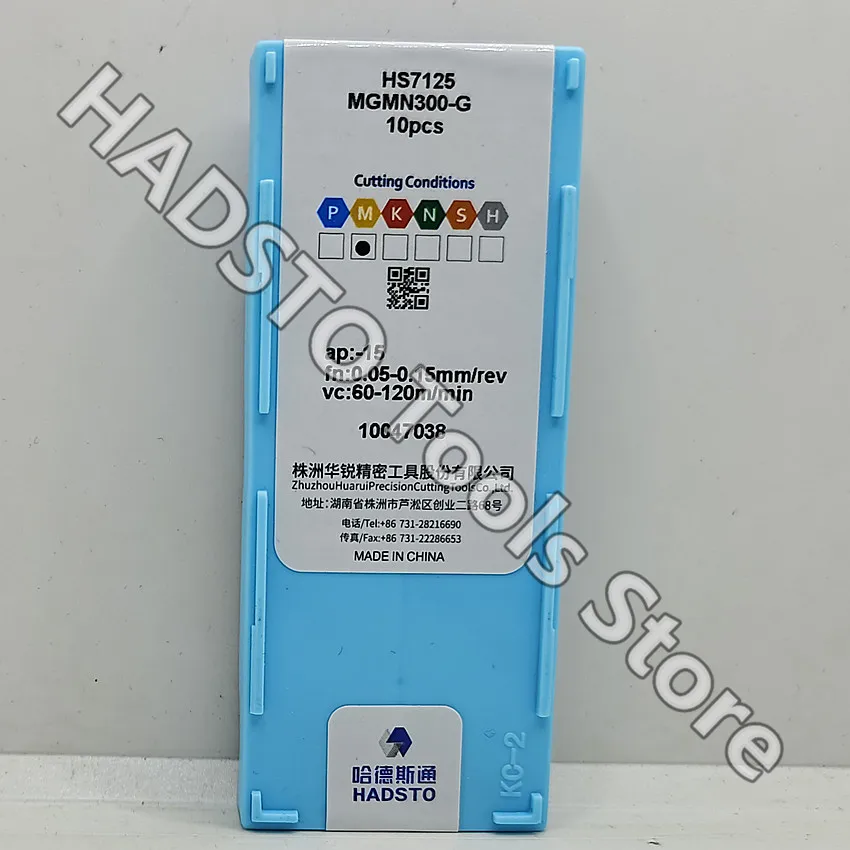 HS7125
MGMN300-G
10pcs
Cutting Conditions
P M K N S H
ap:-15
fn:0.05-0.15mm/rev
vc:60-120m/min
10047038
株洲华锐精密工具股份有限公司
ZhuzhouHuaruiPrecisionCuttingToolsCo.,Ltd.
地址:湖南省株洲市芦淞区创业二路68号
电话/Tel:+86 731-28216690
传真/Fax:+86 731-22286653
MADE IN CHINA
哈德斯通
HADSTO
KC-2
HADSTO Tools Store